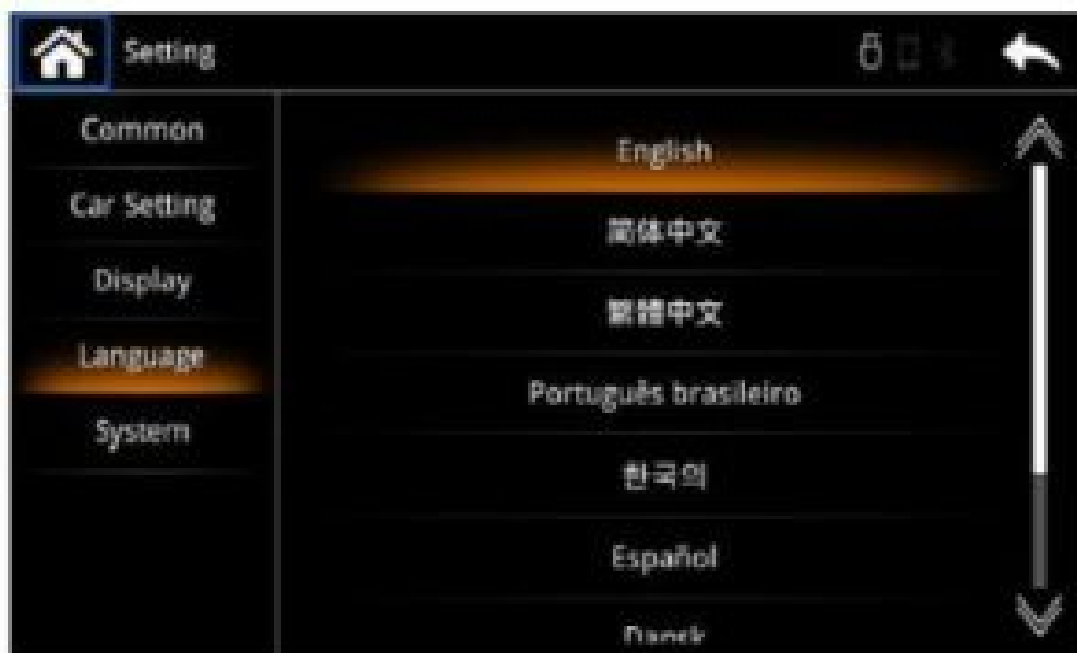 Setting
Common
Car Setting
Display
Language
System
English
简体中文
繁體中文
Português brasileiro
한국의
Español
Dansk